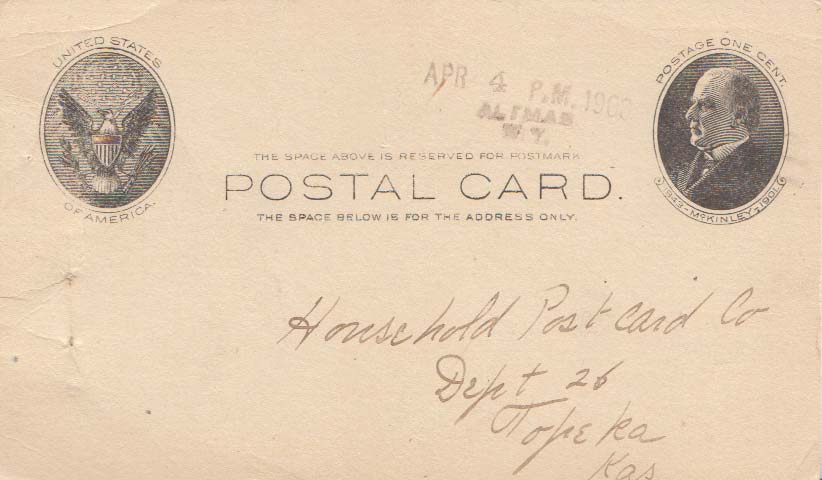 UNITED STATES
OF AMERICA.
APR 4 P.M. 190
N.Y.
POSTAGE ONE CENT.
1843-McKINLEY-1901.
THE SPACE ABOVE IS RESERVED FOR POSTMARK
POSTAL CARD.
THE SPACE BELOW IS FOR THE ADDRESS ONLY.
Household Post card Co
Dept 26
Topeka
Kas